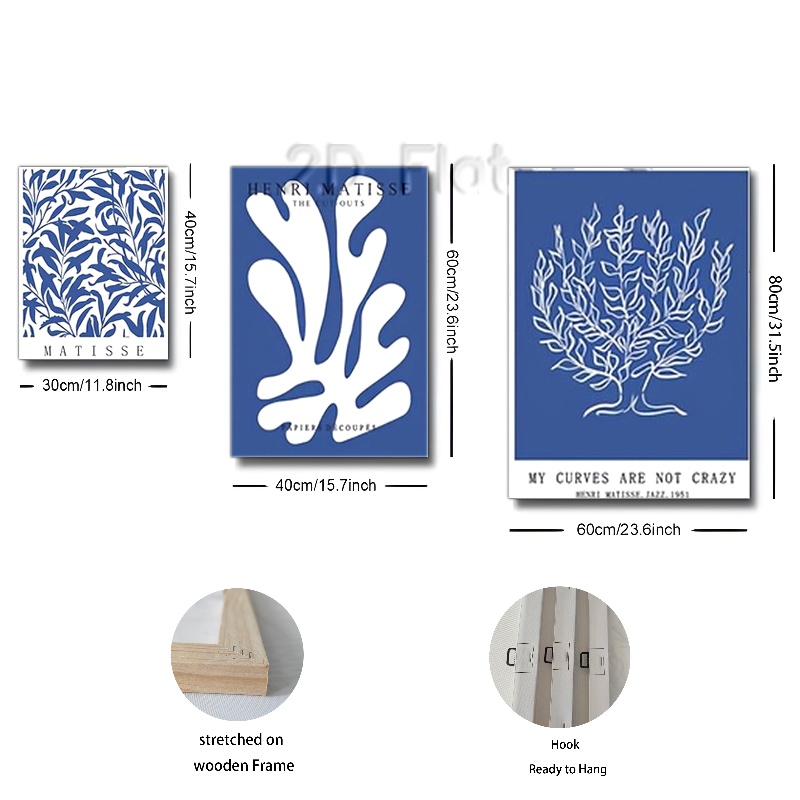 2D Flat
HENRI MATISSE
THE CUT-OUTS
PAPIERS DÉCOUPÉS
MATISSE
40cm/15.7inch
30cm/11.8inch
60cm/23.6inch
40cm/15.7inch
MY CURVES ARE NOT CRAZY
HENRI MATISSE, JAZZ, 1951
80cm/31.5inch
60cm/23.6inch
stretched on
wooden Frame
Hook
Ready to Hang